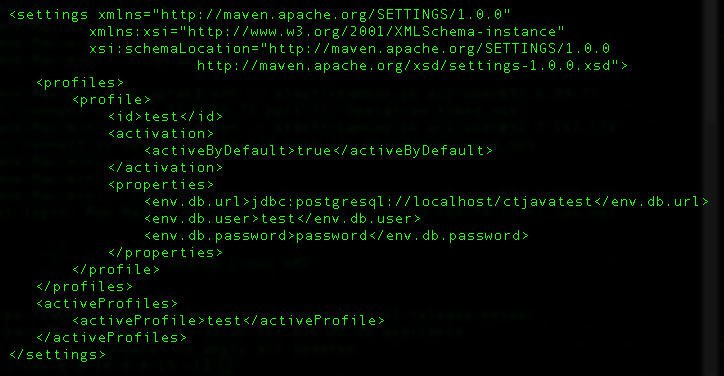 <settings xmlns="http://maven.apache.org/SETTINGS/1.0.0"
xmlns:xsi="http://www.w3.org/2001/XMLSchema-instance"
xsi:schemaLocation="http://maven.apache.org/SETTINGS/1.0.0
http://maven.apache.org/xsd/settings-1.0.0.xsd">
<profiles>
<profile>
<id>test</id>
<activation>
<activeByDefault>true</activeByDefault>
</activation>
<properties>
<env.db.url>jdbc:postgresql://localhost/ctjavatest</env.db.url>
<env.db.user>test</env.db.user>
<env.db.password>password</env.db.password>
</properties>
</profile>
</profiles>
<activeProfiles>
<activeProfile>test</activeProfile>
</activeProfiles>
</settings>